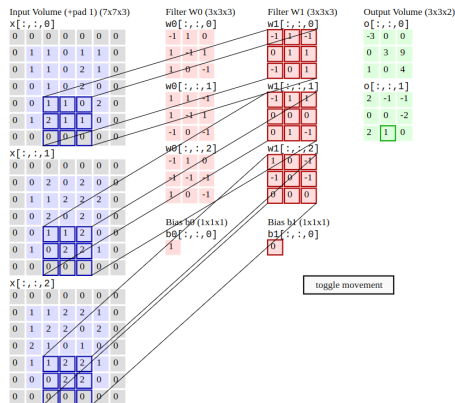 Input Volume (+pad 1) (7x7x3)
x[:,:,0]
0 0 0 0 0 0 0
0 1 1 0 1 1 0
0 1 1 0 2 1 0
0 0 1 0 2 0 0
0 0 1 1 0 2 0
0 1 2 1 1 0 0
0 0 0 0 0 0 0
x[:,:,1]
0 0 0 0 0 0 0
0 0 2 0 2 0 0
0 1 1 2 2 2 0
0 0 2 0 2 0 0
0 0 1 1 2 0 0
0 1 0 2 2 1 0
0 0 0 0 0 0 0
x[:,:,2]
0 0 0 0 0 0 0
0 1 1 2 2 1 0
0 1 2 2 0 2 0
0 2 1 0 1 0 0
0 1 1 2 2 1 0
0 0 0 2 2 0 0
0 0 0 0 0 0 0
Filter W0 (3x3x3)
w0[:,:,0]
-1 1 0
1 -1 1
1 0 -1
w0[:,:,1]
1 1 -1
1 -1 1
-1 0 -1
w0[:,:,2]
-1 1 0
-1 -1 -1
1 0 -1
Bias b0 (1x1x1)
b0[:,:,0]
1
Filter W1 (3x3x3)
w1[:,:,0]
-1 1 -1
0 1 1
-1 0 1
w1[:,:,1]
-1 1 1
0 0 0
0 1 -1
w1[:,:,2]
1 0 -1
-1 0 -1
0 0 0
Bias b1 (1x1x1)
b1[:,:,0]
0
Output Volume (3x3x2)
o[:,:,0]
-3 0 0
0 3 9
1 0 4
o[:,:,1]
2 -1 -1
0 0 -2
2 1 0
toggle movement